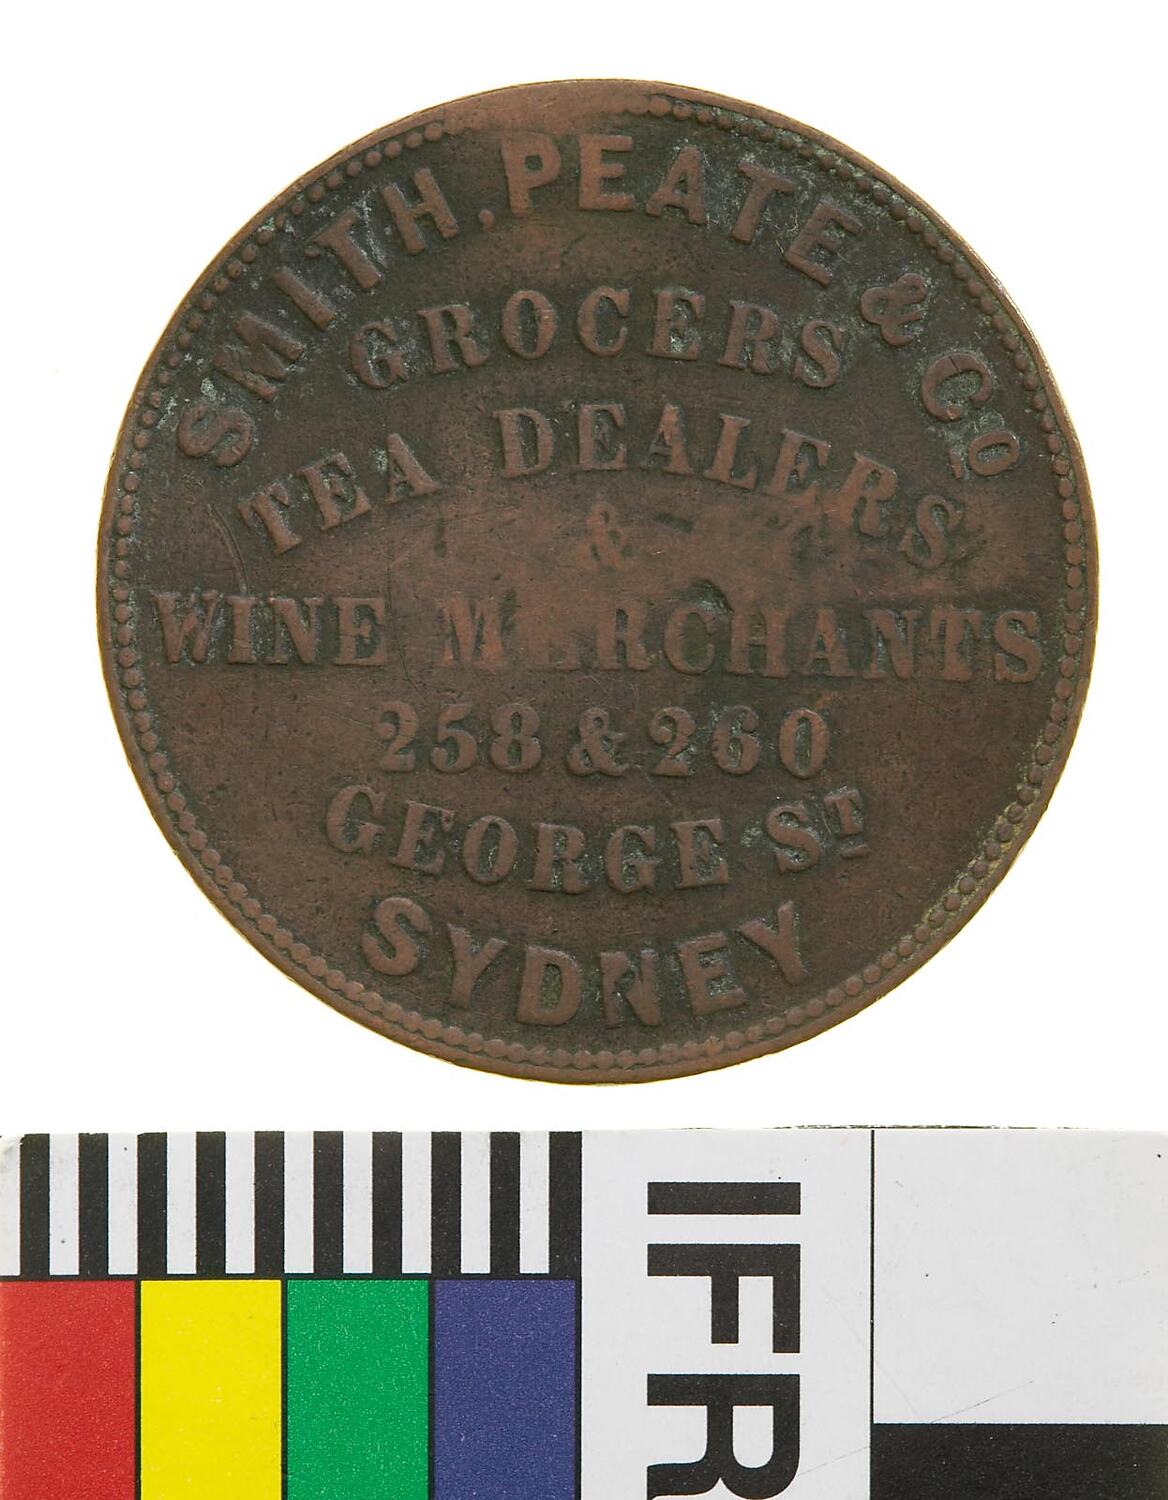 SMITH, PEATE & Co
GROCERS
TEA DEALERS
&
WINE MERCHANTS
258 & 260
GEORGE ST
SYDNEY
IFR